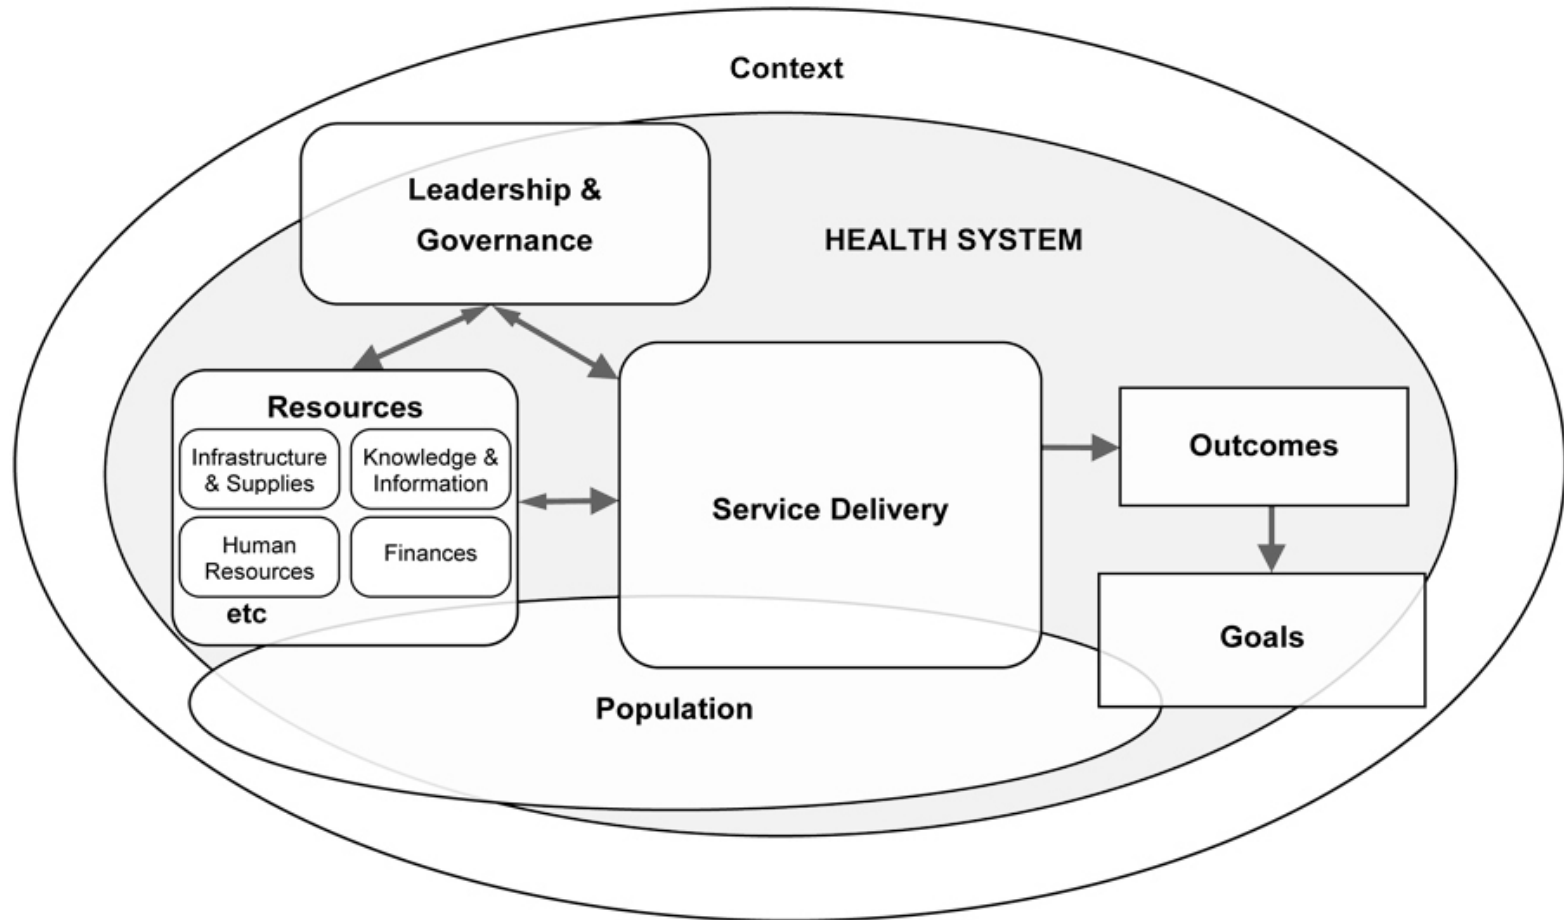 Context
Leadership &
Governance
HEALTH SYSTEM
Resources
Infrastructure
& Supplies
Knowledge &
Information
Human
Resources
Finances
etc
Service Delivery
Outcomes
Goals
Population